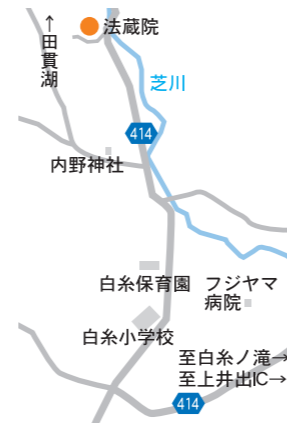 ↑田貫湖
法蔵院
芝川
414
内野神社
白糸保育園
フジヤマ
病院
白糸小学校
至白糸ノ滝→
至上井出IC→
414